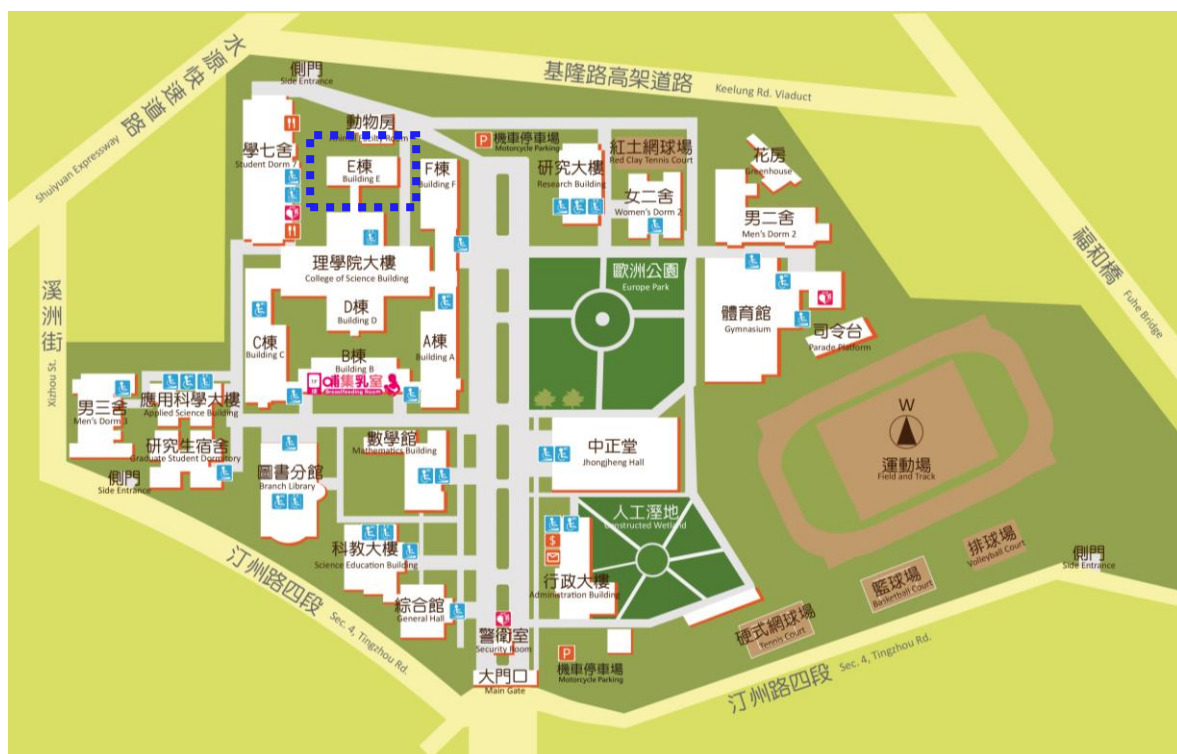 水源快速道路
Shuiyuan Expressway
基隆路高架道路
Keelung Rd. Viaduct
側門
Side Entrance
動物房
機車停車場
Motorcycle Parking
P
學七舍
Student Dorm 7
E棟
Building E
F棟
Building F
研究大樓
Research Building
紅土網球場
Red Clay Tennis Court
花房
Greenhouse
女二舍
Women's Dorm 2
男二舍
Men's Dorm 2
福和橋
Fuhe Bridge
理學院大樓
College of Science Building
歐洲公園
Europe Park
溪洲街
Xizhou St.
D棟
Building D
C棟
Building C
A棟
Building A
體育館
Gymnasium
司令台
Parade Platform
B棟
Building B
哺集乳室
Breastfeeding Room
男三舍
Men's Dorm 3
應用科學大樓
Applied Science Building
研究生宿舍
Graduate Student Dormitory
側門
Side Entrance
圖書分館
Branch Library
數學館
Mathematics Building
中正堂
Jhongjheng Hall
W
運動場
Field and Track
人工溼地
Constructed Wetland
科教大樓
Science Education Building
$
行政大樓
Administration Building
排球場
Volleyball Court
籃球場
Basketball Court
側門
Side Entrance
綜合館
General Hall
警衛室
Security Room
硬式網球場
Tennis Court
P
機車停車場
Motorcycle Parking
大門口
Main Gate
汀州路四段
Sec. 4, Tingzhou Rd.
汀州路四段
Sec. 4, Tingzhou Rd.